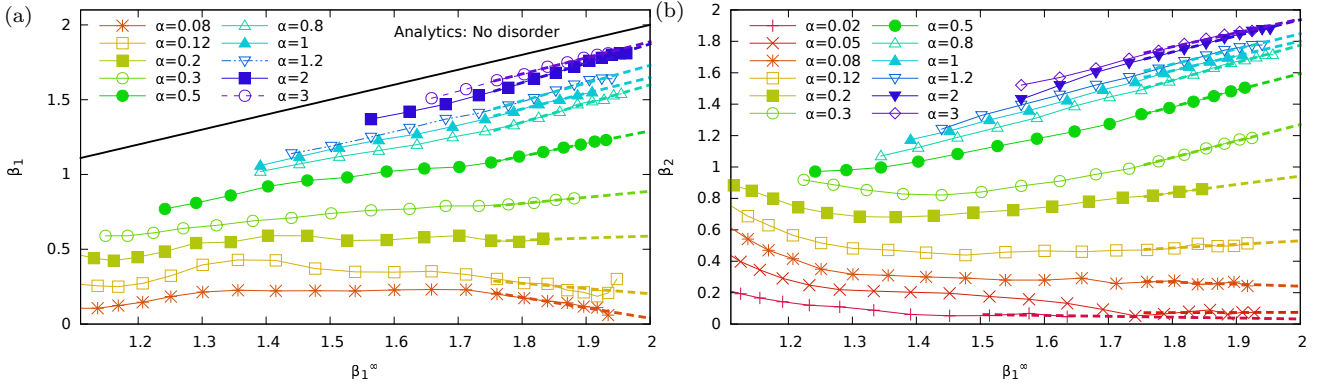 (a)
β₁
2
1.5
1
0.5
0
α=0.08
α=0.12
α=0.2
α=0.3
α=0.5
α=0.8
α=1
α=1.2
α=2
α=3
Analytics: No disorder
1.2 1.3 1.4 1.5 1.6 1.7 1.8 1.9 2
β₁^∞
(b)
β₂
2
1.8
1.6
1.4
1.2
1
0.8
0.6
0.4
0.2
0
α=0.02
α=0.05
α=0.08
α=0.12
α=0.2
α=0.3
α=0.5
α=0.8
α=1
α=1.2
α=2
α=3
1.2 1.3 1.4 1.5 1.6 1.7 1.8 1.9 2
β₁^∞